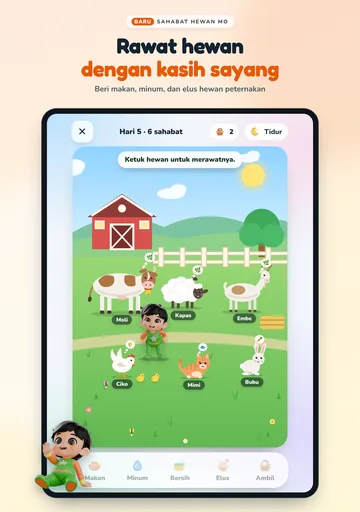 BARU SAHABAT HEWAN MO
Rawat hewan
dengan kasih sayang
Beri makan, minum, dan elus hewan peternakan
× Hari 5 · 6 sahabat 2 Tidur
Ketuk hewan untuk merawatnya.
Moli Kapas Embe
Ciko Mimi Bubu
Makan Minum Bersih Elus Ambil